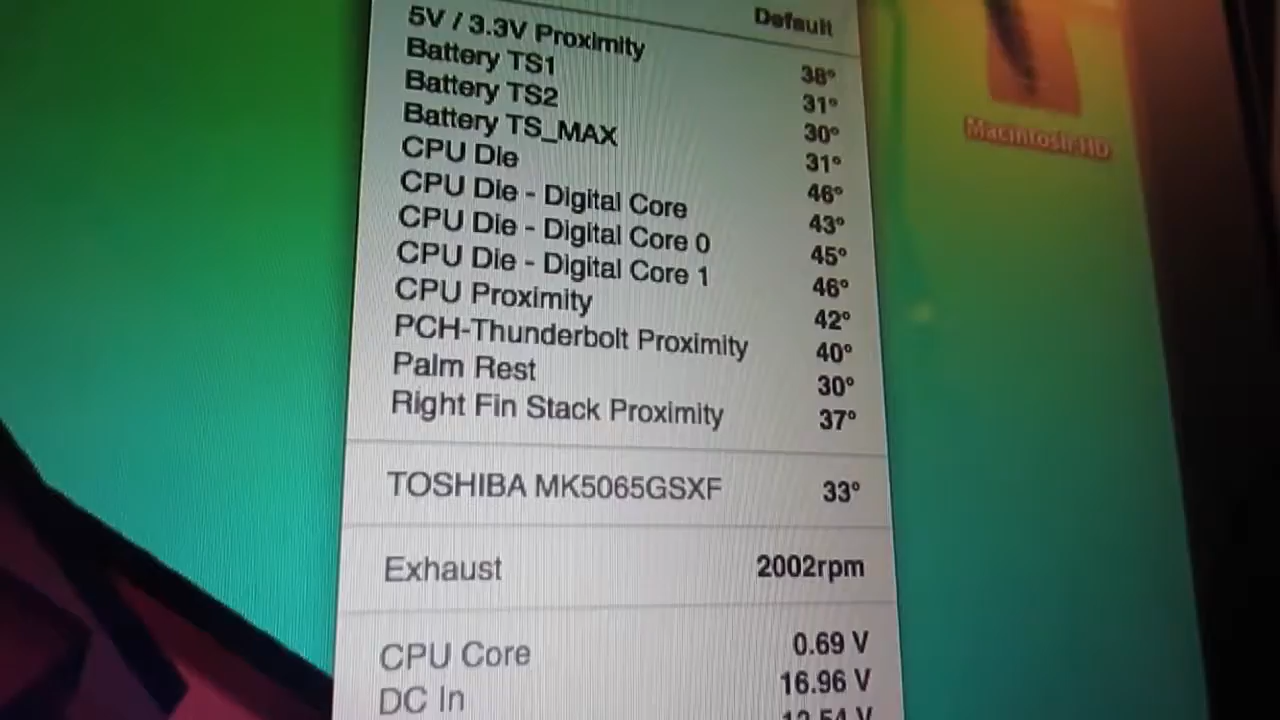 Default
5V / 3.3V Proximity 38°
Battery TS1 31°
Battery TS2 30°
Battery TS_MAX 31°
CPU Die 46°
CPU Die - Digital Core 43°
CPU Die - Digital Core 0 45°
CPU Die - Digital Core 1 46°
CPU Proximity 42°
PCH-Thunderbolt Proximity 40°
Palm Rest 30°
Right Fin Stack Proximity 37°
TOSHIBA MK5065GSXF 33°
Exhaust 2002rpm
CPU Core 0.69 V
DC In 16.96 V
Macintosh HD